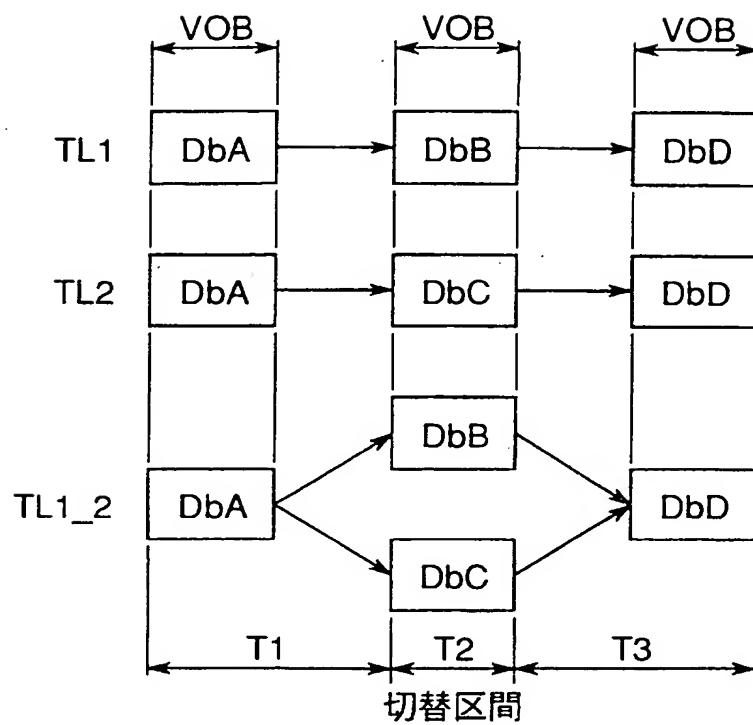 VOB VOB VOB
TL1 DbA DbB DbD
TL2 DbA DbC DbD
DbB
TL1_2 DbA DbD
DbC
T1 T2 T3
切替区間